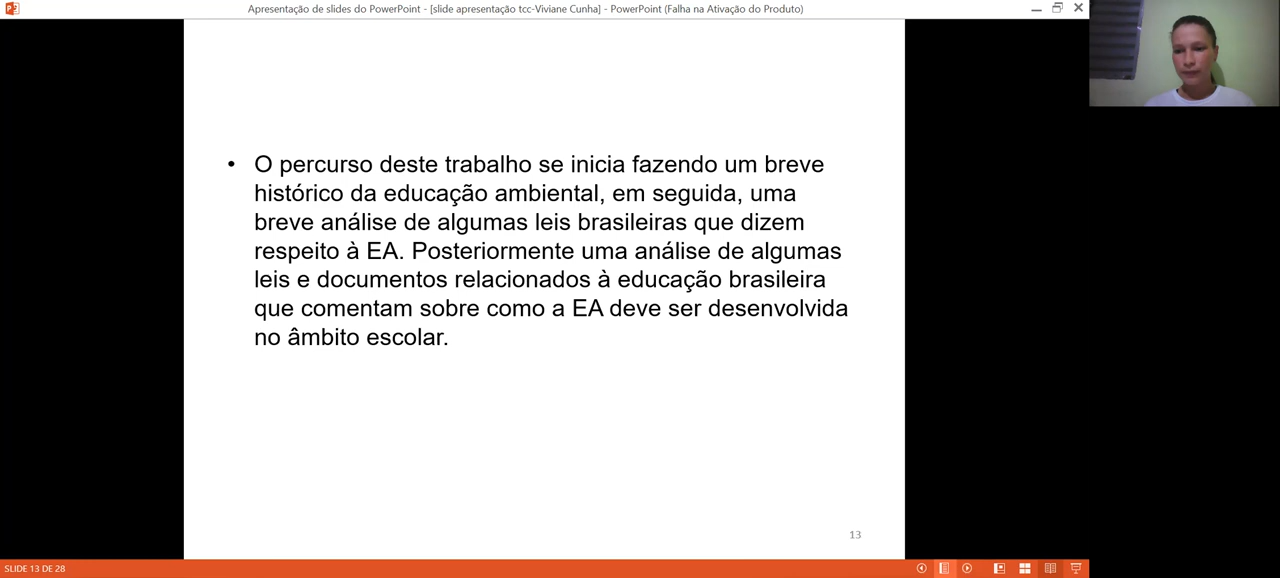 Apresentação de slides do PowerPoint - [slide apresentação tcc-Viviane Cunha] - PowerPoint (Falha na Ativação do Produto)
• O percurso deste trabalho se inicia fazendo um breve
histórico da educação ambiental, em seguida, uma
breve análise de algumas leis brasileiras que dizem
respeito à EA. Posteriormente uma análise de algumas
leis e documentos relacionados à educação brasileira
que comentam sobre como a EA deve ser desenvolvida
no âmbito escolar.
13
SLIDE 13 DE 28